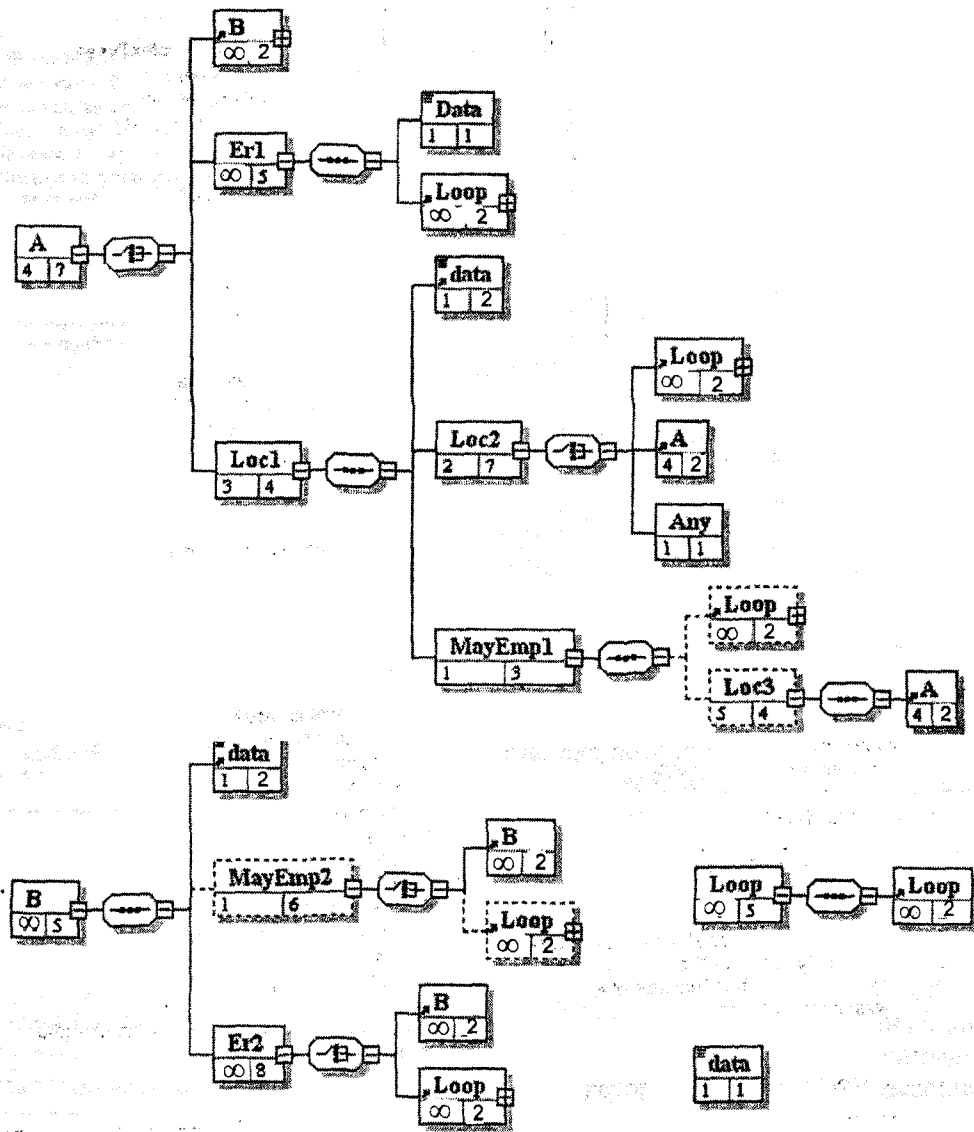 B
∞ 2
Er1
∞ 5
Data
1 1
Loop
∞ 2
A
4 7
data
1 2
Loc1
3 4
Loc2
2 7
Loop
∞ 2
A
4 2
Any
1 1
MayEmp1
1 3
Loop
∞ 2
Loc3
5 4
A
4 2
data
1 2
B
∞ 5
MayEmp2
1 6
B
∞ 2
Loop
∞ 2
Er2
∞ 8
B
∞ 2
Loop
∞ 2
Loop
∞ 5
Loop
∞ 2
data
1 1